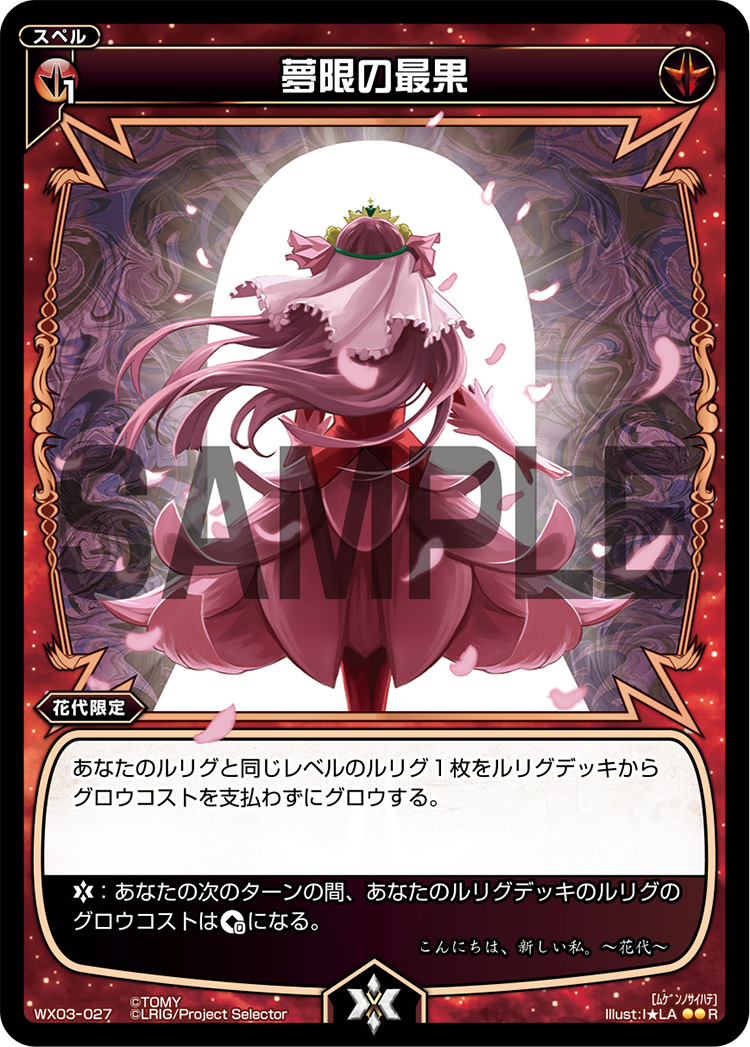 スペル
1
夢限の最果
SAMPLE
花代限定
あなたのルリグと同じレベルのルリグ１枚をルリグデッキから
グロウコストを支払わずにグロウする。
：あなたの次のターンの間、あなたのルリグデッキのルリグの
グロウコストは0になる。
こんにちは、新しい私。～花代～
WX03-027
©TOMY
©LRIG/Project Selector
[ムゲンノサイハテ]
Illust:I★LA
R